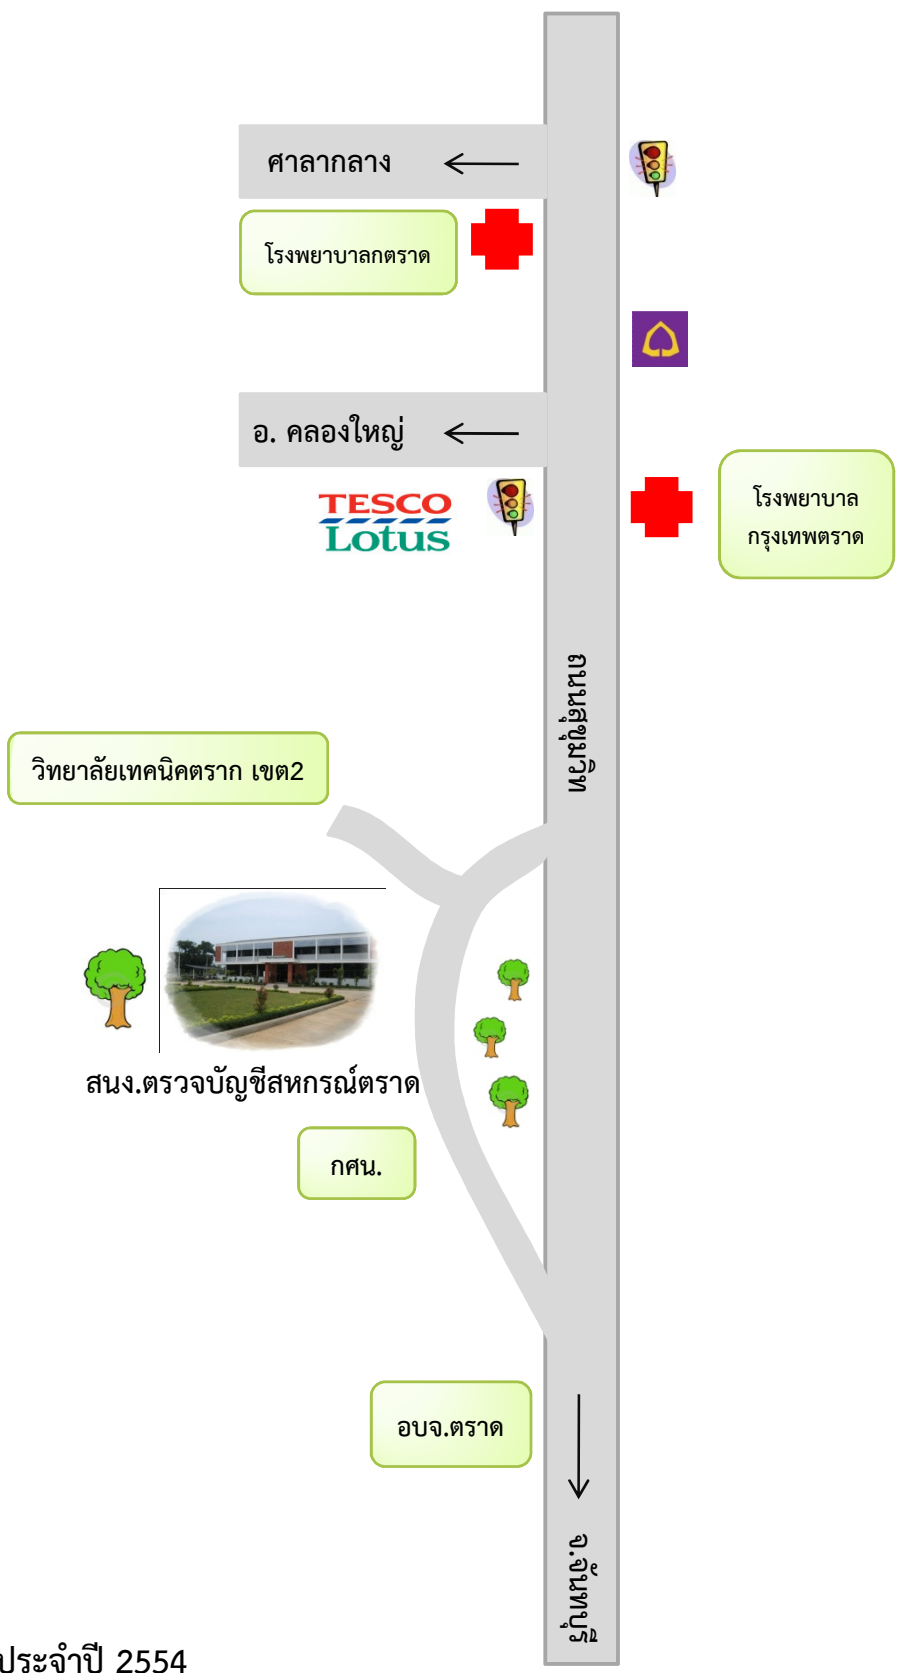 ศาลากลาง
โรงพยาบาลกตราด
อ. คลองใหญ่
TESCO
Lotus
โรงพยาบาล
กรุงเทพตราด
ถนนสุขุมวิท
วิทยาลัยเทคนิคตราก เขต2
สนง.ตรวจบัญชีสหกรณ์ตราด
กศน.
อบจ.ตราด
จ.จันทบุรี
ประจำปี 2554